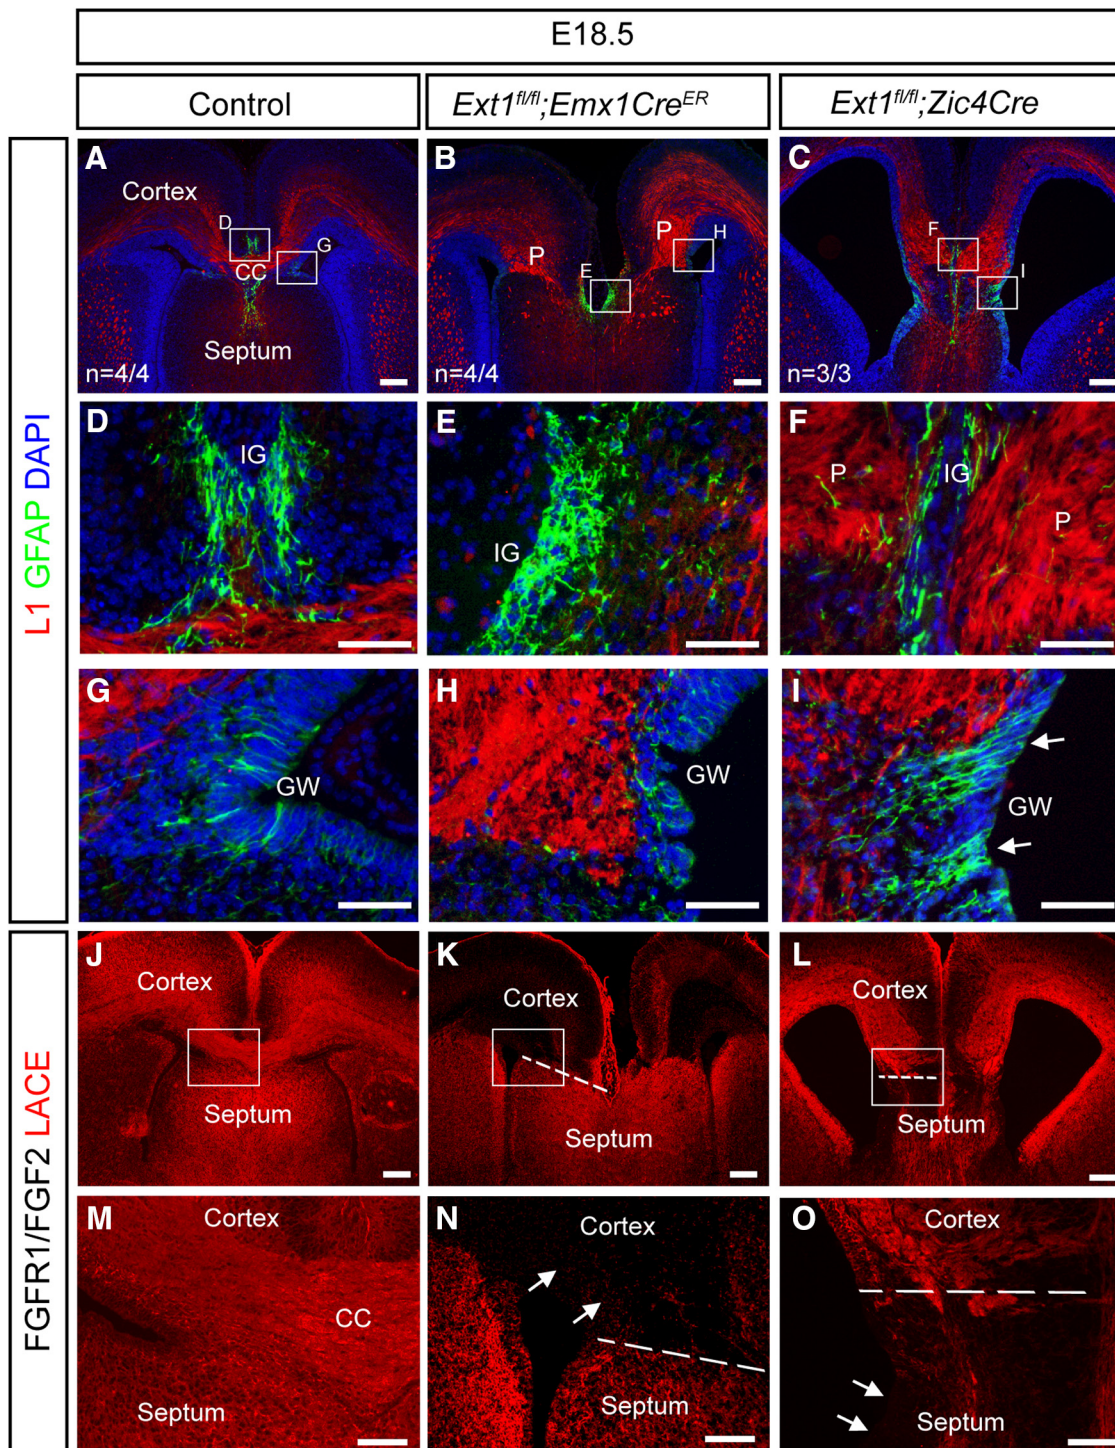 E18.5
Control
Ext1fl/fl;Emx1CreER
Ext1fl/fl;Zic4Cre
L1 GFAP DAPI
A
Cortex
D
G
CC
Septum
n=4/4
B
P
P
H
E
n=4/4
C
F
I
n=3/3
D
IG
E
IG
F
P
IG
P
G
GW
H
GW
I
GW
FGFR1/FGF2 LACE
J
Cortex
Septum
K
Cortex
Septum
L
Cortex
Septum
M
Cortex
CC
Septum
N
Cortex
Septum
O
Cortex
Septum